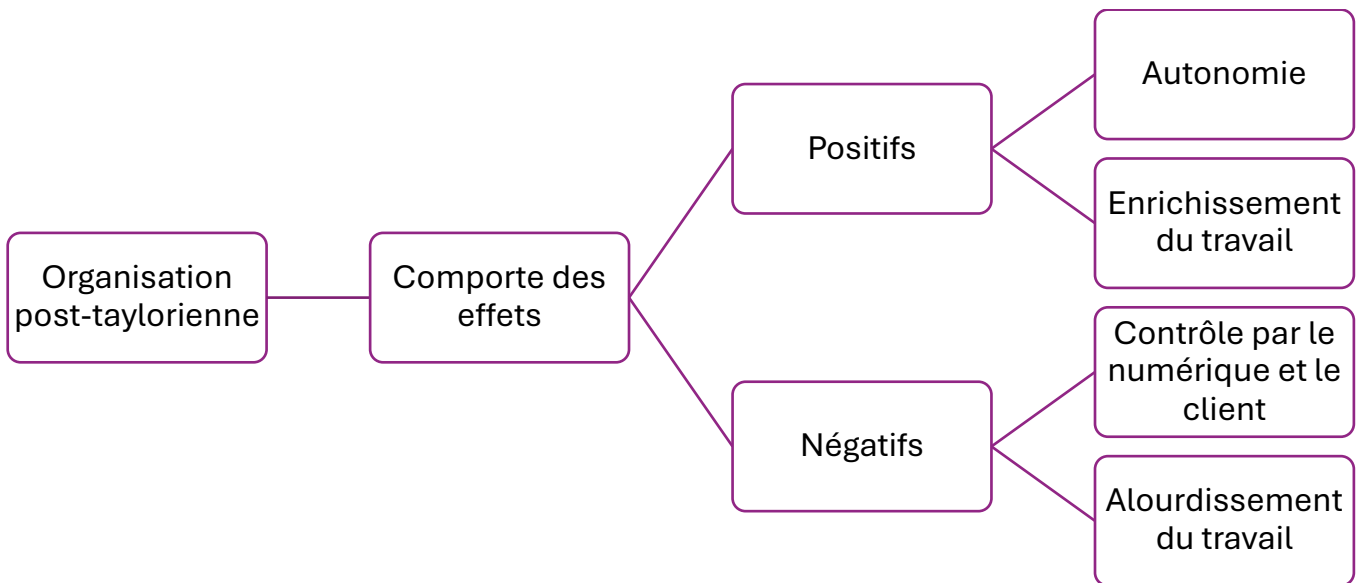 Organisation
post-taylorienne
Comporte des
effets
Positifs
Autonomie
Enrichissement
du travail
Négatifs
Contrôle par le
numérique et le
client
Alourdissement
du travail